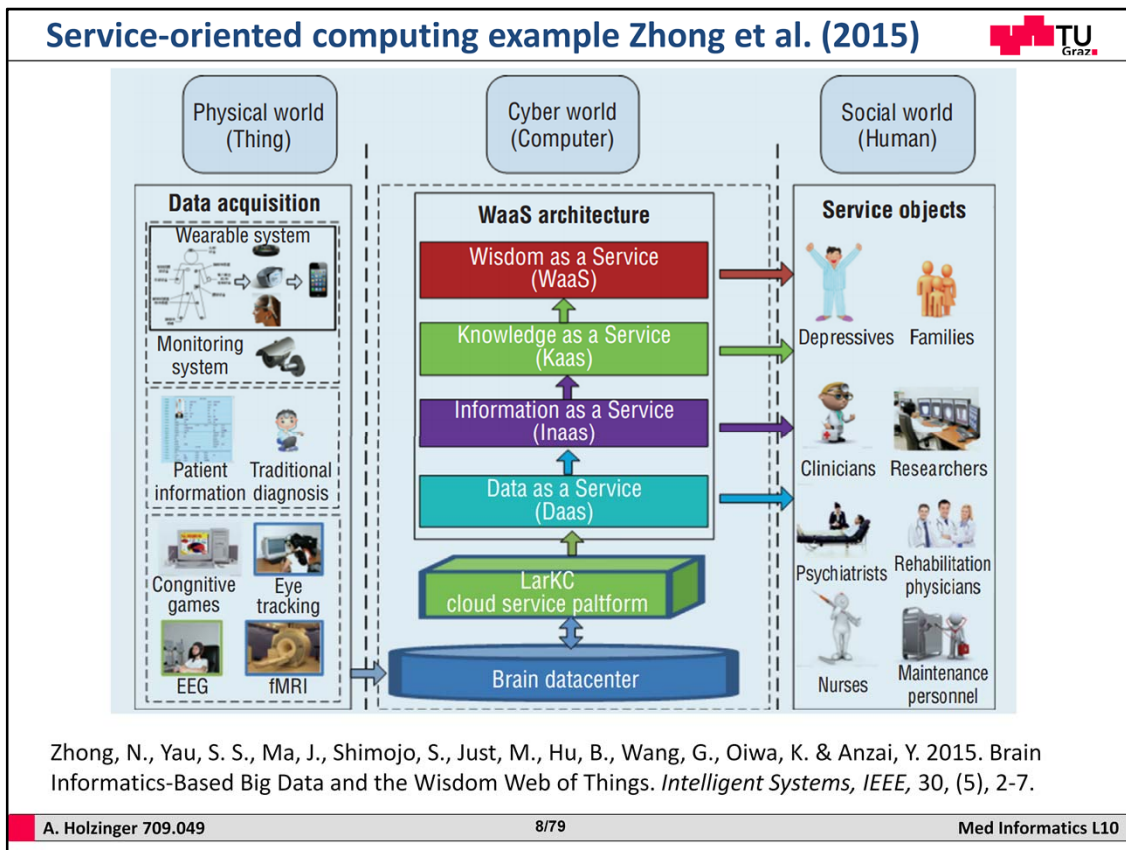 Service-oriented computing example Zhong et al. (2015)
TU
Graz
Physical world
(Thing)
Cyber world
(Computer)
Social world
(Human)
Data acquisition
Wearable system
Monitoring
system
Patient
information
Traditional
diagnosis
Congnitive
games
Eye
tracking
EEG
fMRI
WaaS architecture
Wisdom as a Service
(WaaS)
Knowledge as a Service
(Kaas)
Information as a Service
(Inaas)
Data as a Service
(Daas)
LarKC
cloud service paltform
Brain datacenter
Service objects
Depressives
Families
Clinicians
Researchers
Psychiatrists
Rehabilitation
physicians
Nurses
Maintenance
personnel
Zhong, N., Yau, S. S., Ma, J., Shimojo, S., Just, M., Hu, B., Wang, G., Oiwa, K. & Anzai, Y. 2015. Brain
Informatics-Based Big Data and the Wisdom Web of Things. Intelligent Systems, IEEE, 30, (5), 2-7.
A. Holzinger 709.049
8/79
Med Informatics L10